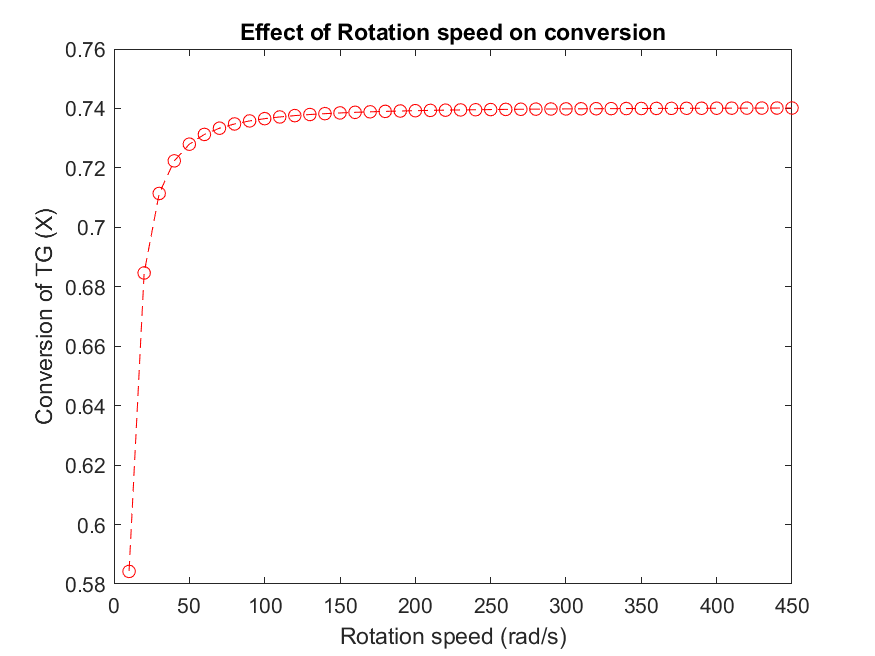 Effect of Rotation speed on conversion
0.76
0.74
0.72
0.7
0.68
0.66
0.64
0.62
0.6
0.58
Conversion of TG (X)
0 50 100 150 200 250 300 350 400 450
Rotation speed (rad/s)